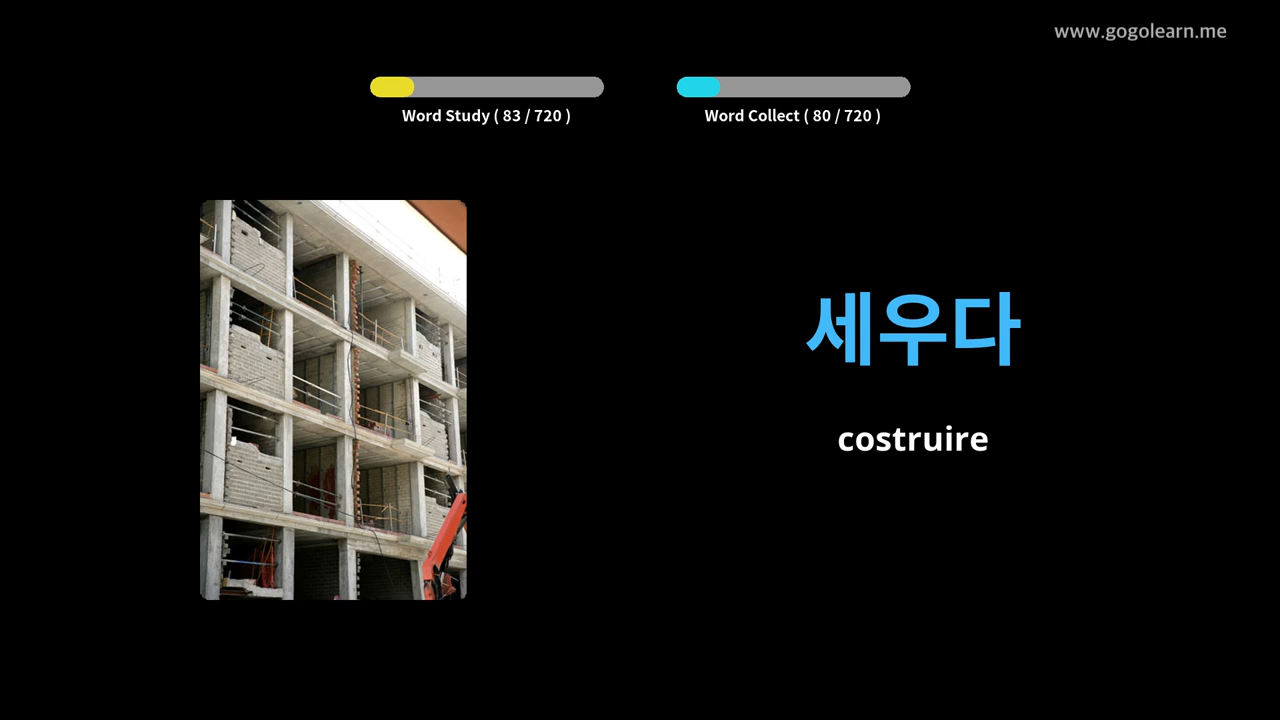 www.gogolearn.me
Word Study ( 83 / 720 )
Word Collect ( 80 / 720 )
세우다
costruire